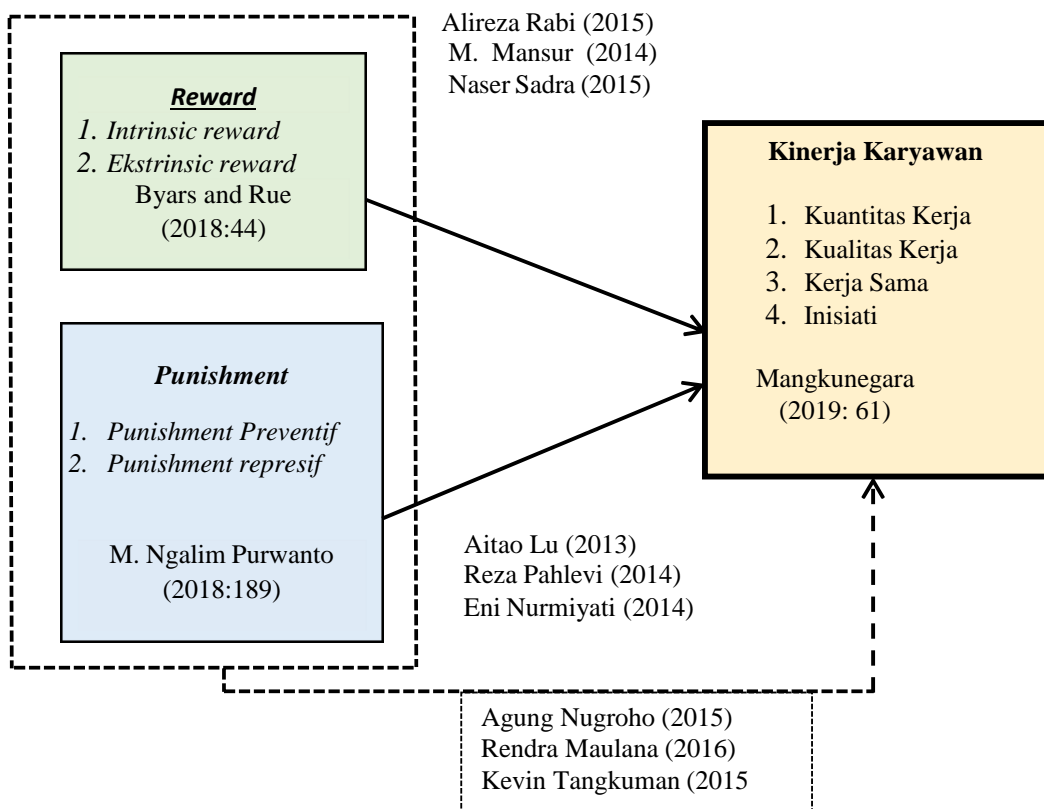 Alireza Rabi (2015)
M. Mansur (2014)
Naser Sadra (2015)
Reward
1. Intrinsic reward
2. Ekstrinsic reward
Byars and Rue
(2018:44)
Kinerja Karyawan
1. Kuantitas Kerja
2. Kualitas Kerja
3. Kerja Sama
4. Inisiati
Mangkunegara
(2019: 61)
Punishment
1. Punishment Preventif
2. Punishment represif
M. Ngalim Purwanto
(2018:189)
Aitao Lu (2013)
Reza Pahlevi (2014)
Eni Nurmiyati (2014)
Agung Nugroho (2015)
Rendra Maulana (2016)
Kevin Tangkuman (2015